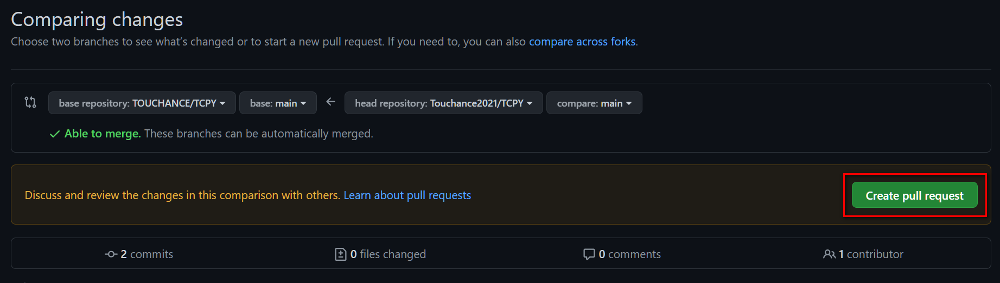 Comparing changes
Choose two branches to see what's changed or to start a new pull request. If you need to, you can also compare across forks.
base repository: TOUCHANCE/TCPY base: main head repository: Touchance2021/TCPY compare: main
Able to merge. These branches can be automatically merged.
Discuss and review the changes in this comparison with others. Learn about pull requests Create pull request
2 commits 0 files changed 0 comments 1 contributor